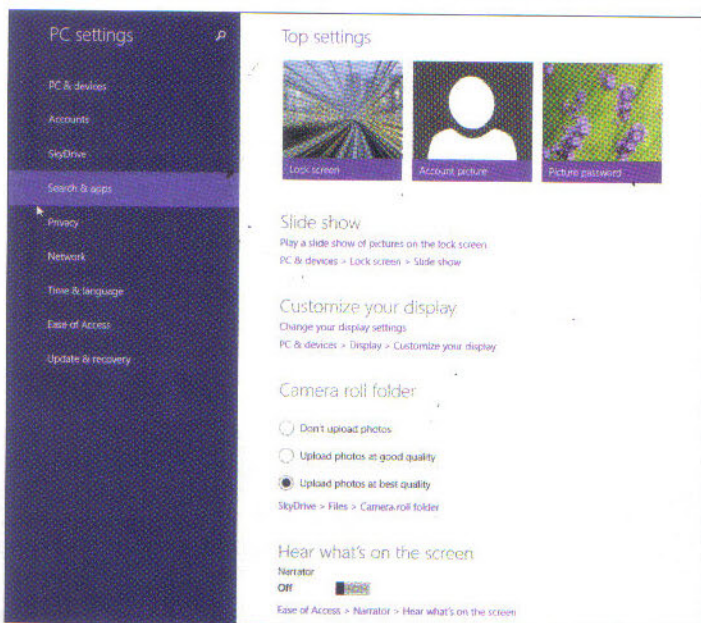 PC settings
PC & devices
Accounts
SkyDrive
Search & apps
Privacy
Network
Time & language
Ease of Access
Update & recovery
Top settings
Lock screen
Account picture
Picture password
Slide show
Play a slide show of pictures on the lock screen
PC & devices > Lock screen > Slide show
Customize your display
Change your display settings
PC & devices > Display > Customize your display
Camera roll folder
Don't upload photos
Upload photos at good quality
Upload photos at best quality
SkyDrive > Files > Camera roll folder
Hear what's on the screen
Narrator
Off
Ease of Access > Narrator > Hear what's on the screen